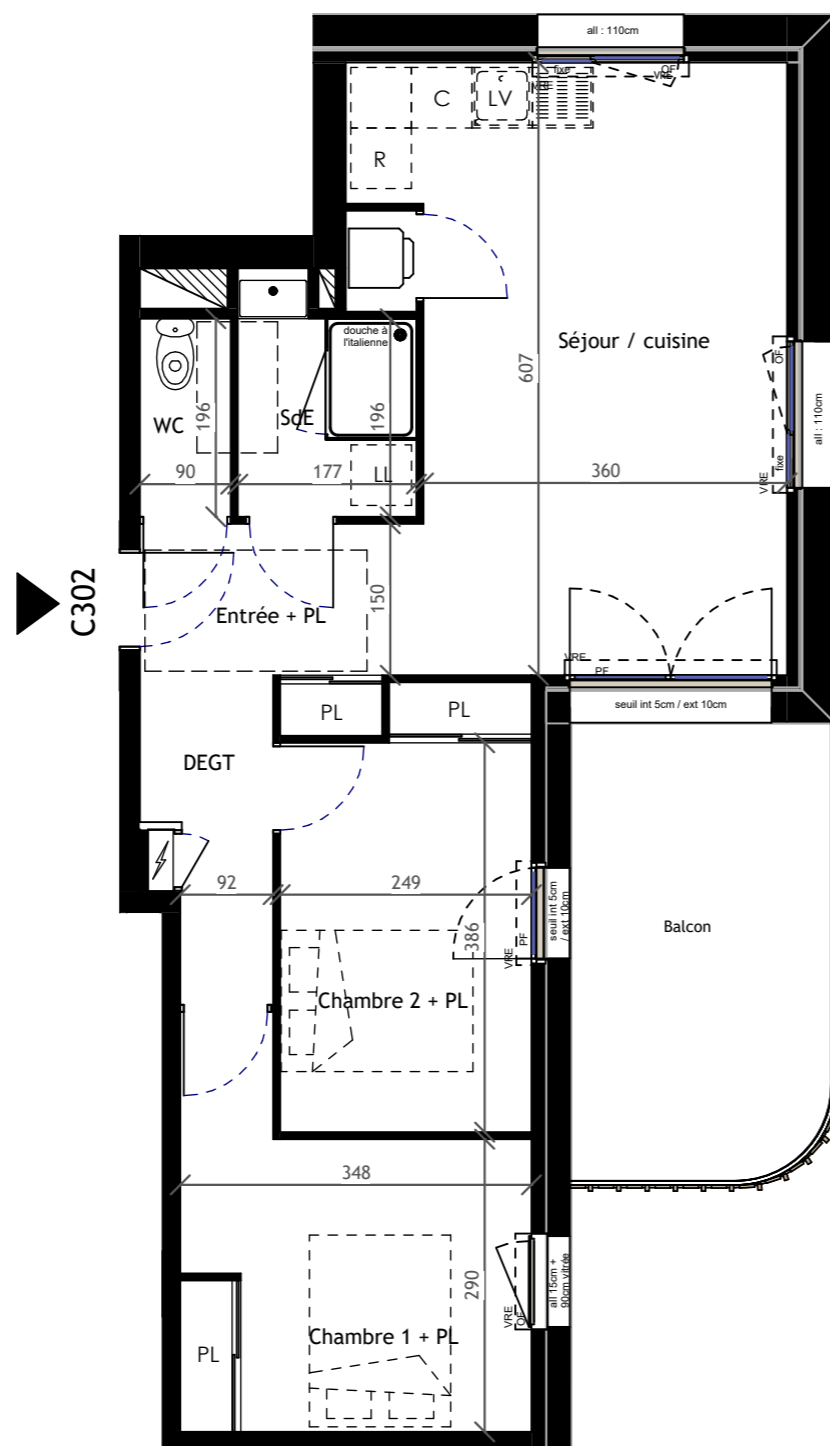 all : 110cm
fixe
OF
VRE
VRE
C
LV
R
douche à
l'italienne
Séjour / cuisine
607
OF
all : 110cm
fixe
VRE
WC
196
SdE
196
LL
90
177
360
C302
Entrée + PL
150
VRE
PF
seuil int 5cm / ext 10cm
PL
PL
DEGT
92
249
386
seuil int 5cm
/ ext 10cm
PF
VRE
Balcon
Chambre 2 + PL
348
290
all 15cm +
90cm vitrée
VRE
OF
PL
Chambre 1 + PL